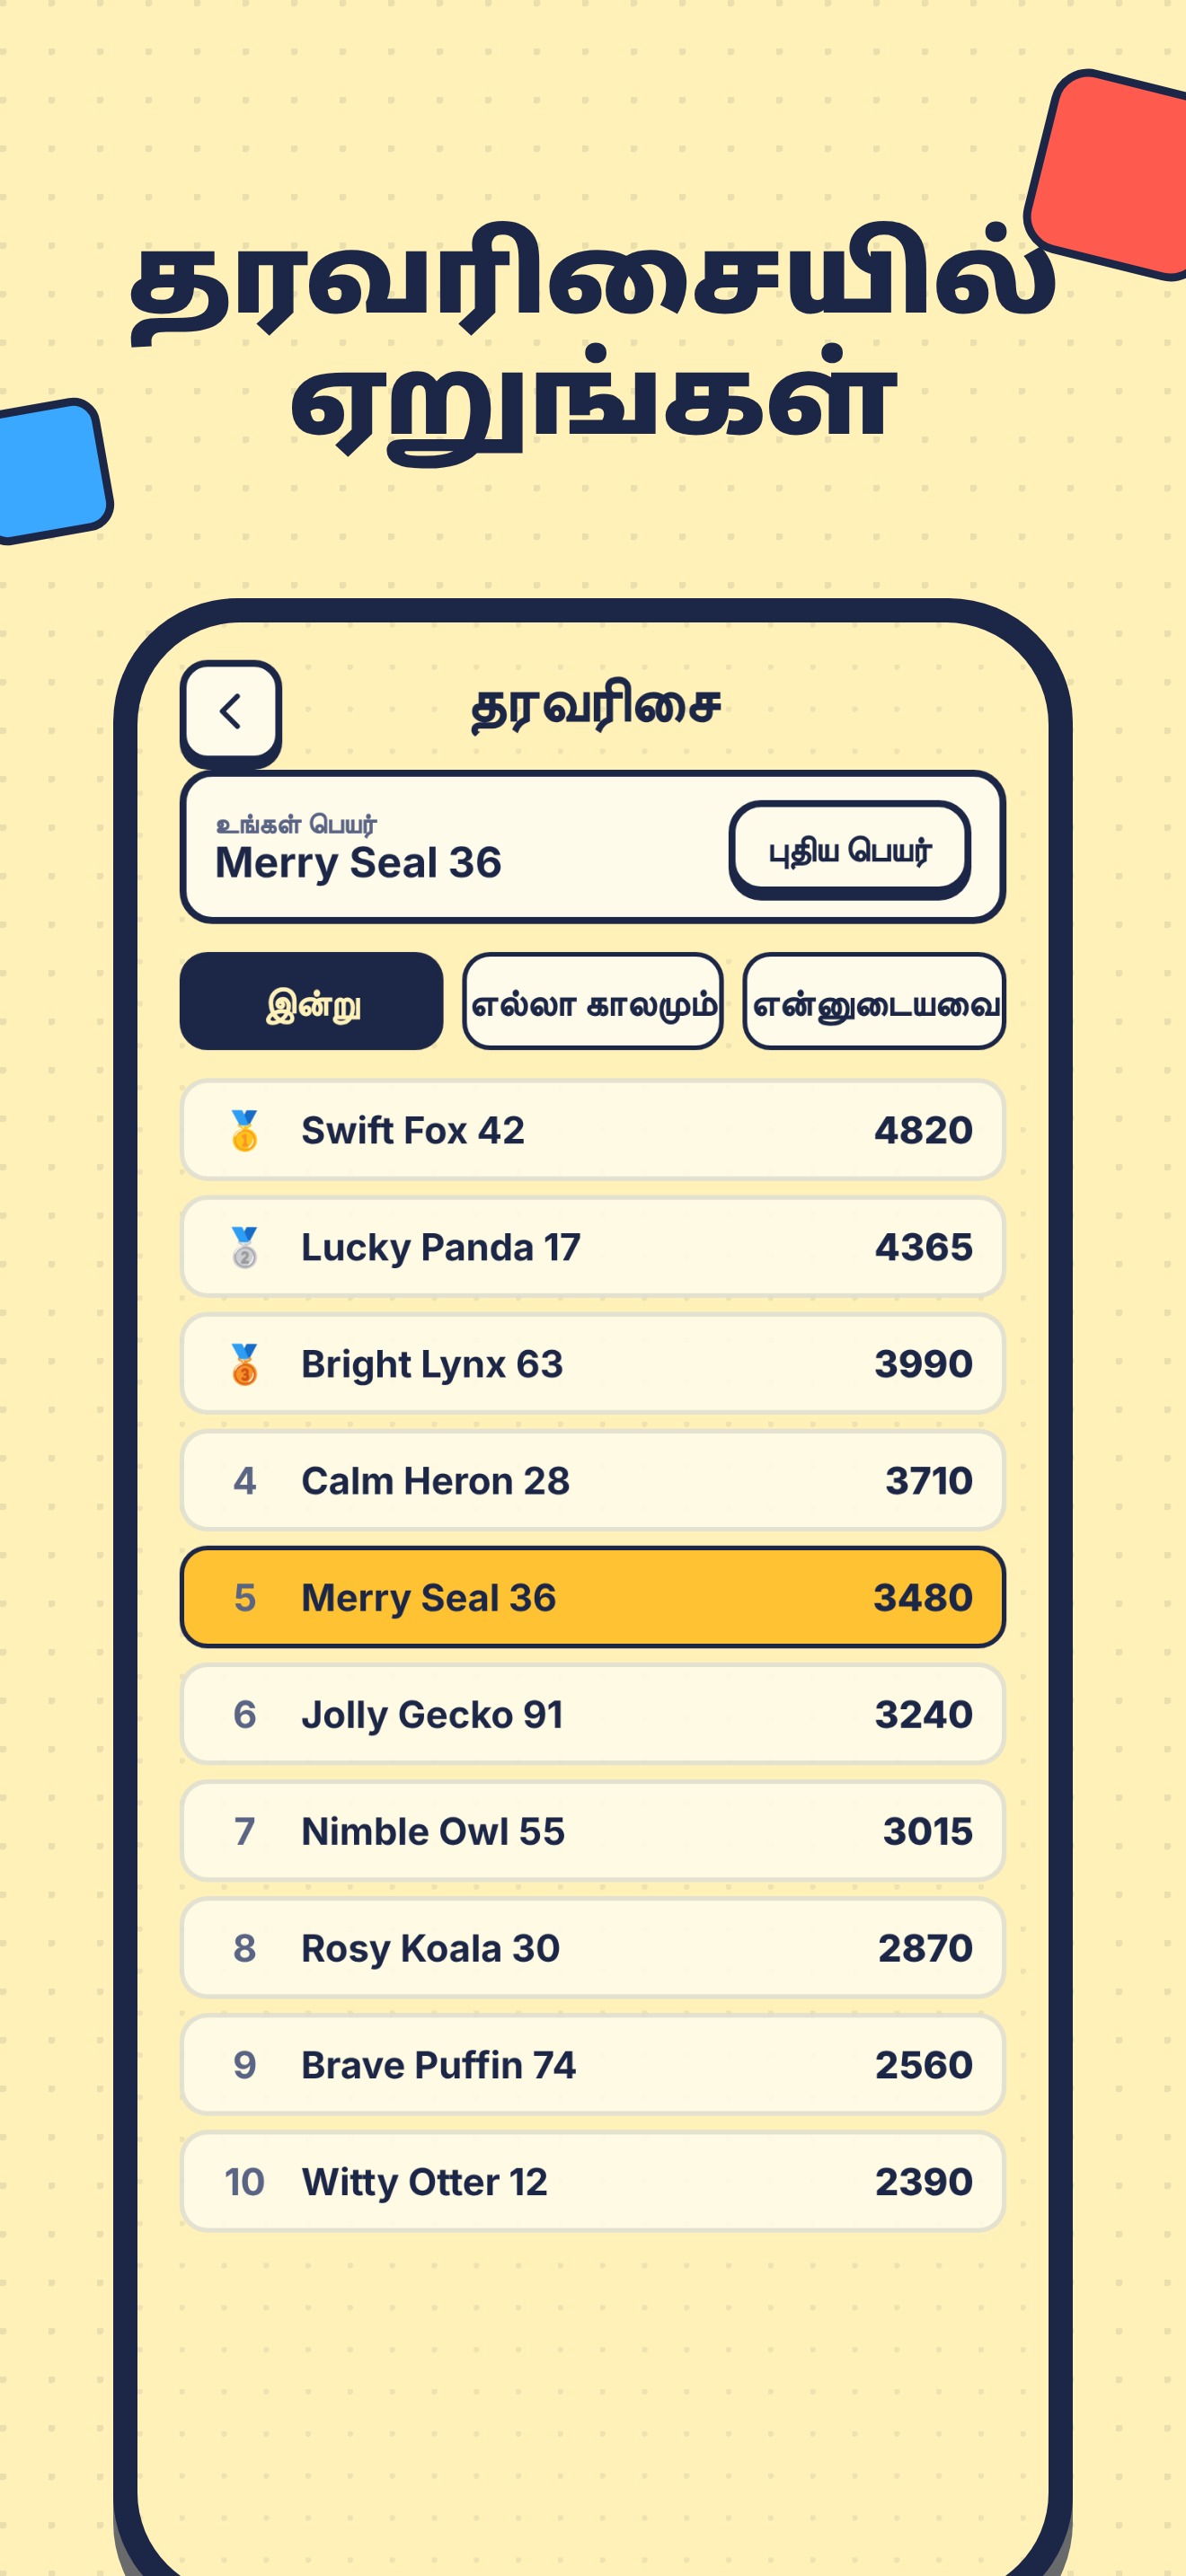 தரவரிசையில்
ஏறுங்கள்
தரவரிசை
உங்கள் பெயர்
Merry Seal 36
புதிய பெயர்
இன்று எல்லா காலமும் என்னுடையவை
1 Swift Fox 42 4820
2 Lucky Panda 17 4365
3 Bright Lynx 63 3990
4 Calm Heron 28 3710
5 Merry Seal 36 3480
6 Jolly Gecko 91 3240
7 Nimble Owl 55 3015
8 Rosy Koala 30 2870
9 Brave Puffin 74 2560
10 Witty Otter 12 2390